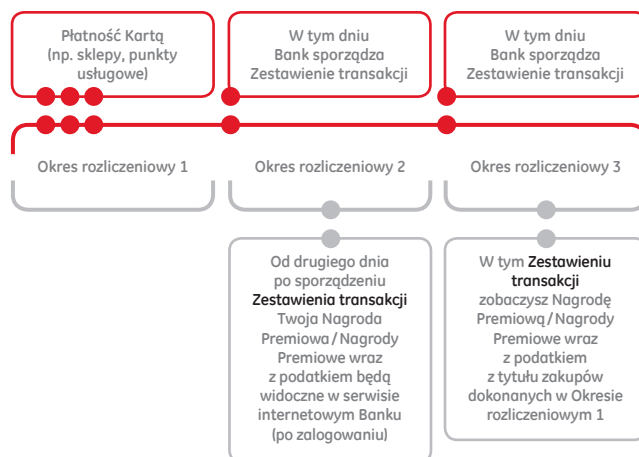 Płatność Kartą
(np. sklepy, punkty
usługowe)
W tym dniu
Bank sporządza
Zestawienie transakcji
W tym dniu
Bank sporządza
Zestawienie transakcji
Okres rozliczeniowy 1
Okres rozliczeniowy 2
Okres rozliczeniowy 3
Od drugiego dnia
po sporządzeniu
Zestawienia transakcji
Twoja Nagroda
Premiowa / Nagrody
Premiowe wraz
z podatkiem będą
widoczne w serwisie
internetowym Banku
(po zalogowaniu)
W tym Zestawieniu
transakcji
zobaczysz Nagrodę
Premiową / Nagrody
Premiowe wraz
z podatkiem
z tytułu zakupów
dokonanych w Okresie
rozliczeniowym 1